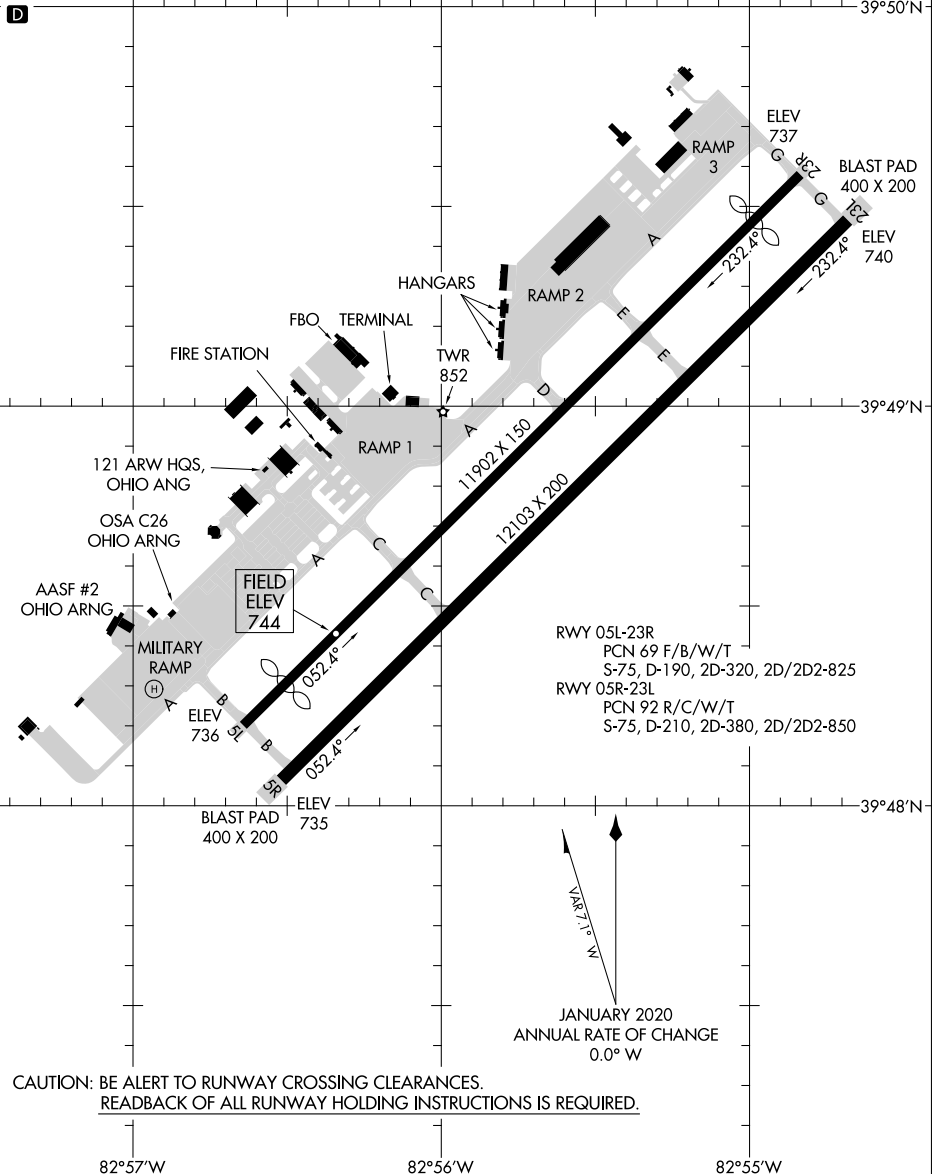 D
39°50'N
ELEV
737
RAMP
3
G
23R
BLAST PAD
400 X 200
G
23L
ELEV
740
A
232.4°
232.4°
HANGARS
RAMP 2
FBO
TERMINAL
E
FIRE STATION
TWR
852
E
D
39°49'N
A
RAMP 1
11902 X 150
121 ARW HQS,
OHIO ANG
12103 X 200
OSA C26
OHIO ARNG
C
A
FIELD
ELEV
744
AASF #2
OHIO ARNG
C
MILITARY
RAMP
052.4°
RWY 05L-23R
PCN 69 F/B/W/T
S-75, D-190, 2D-320, 2D/2D2-825
RWY 05R-23L
PCN 92 R/C/W/T
S-75, D-210, 2D-380, 2D/2D2-850
H
A
B
ELEV
736
5L
B
052.4°
5R
ELEV
735
BLAST PAD
400 X 200
39°48'N
VAR 7.1° W
JANUARY 2020
ANNUAL RATE OF CHANGE
0.0° W
CAUTION: BE ALERT TO RUNWAY CROSSING CLEARANCES.
READBACK OF ALL RUNWAY HOLDING INSTRUCTIONS IS REQUIRED.
82°57'W
82°56'W
82°55'W